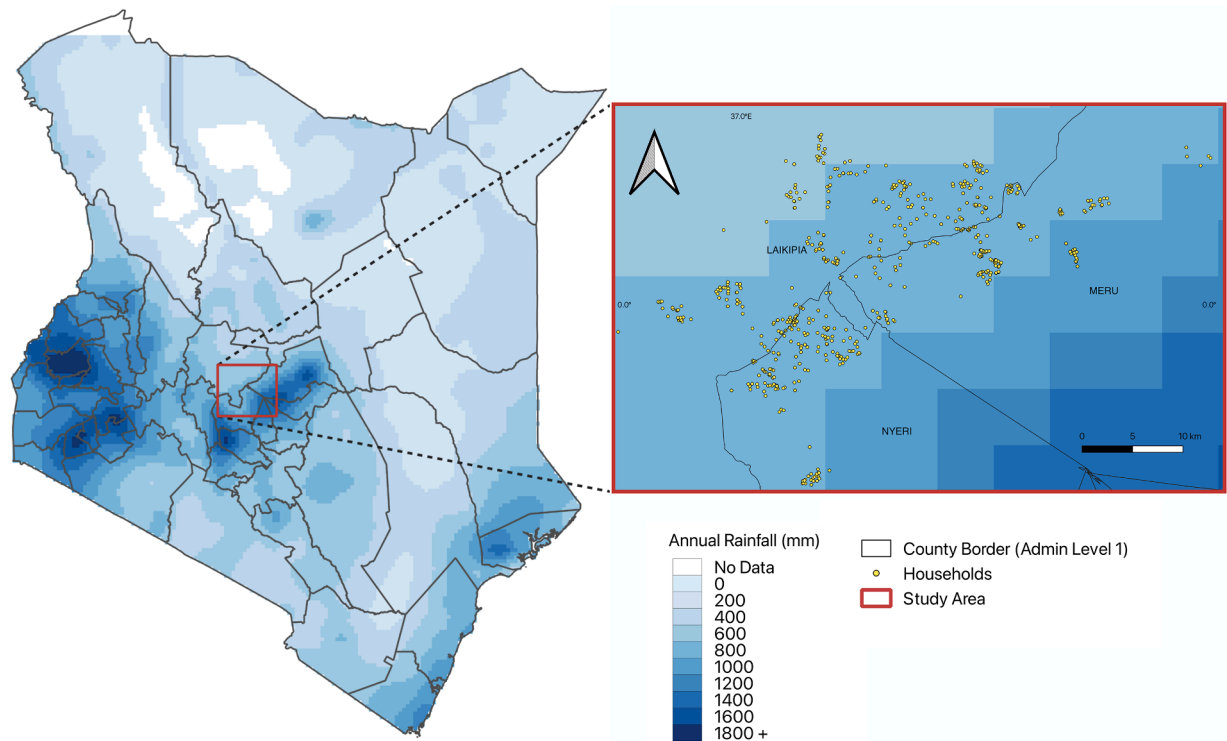 37.0°E
LAIKIPIA
0.0°
0.0°
MERU
NYERI
0 5 10 km
Annual Rainfall (mm)
No Data
0
200
400
600
800
1000
1200
1400
1600
1800 +
County Border (Admin Level 1)
Households
Study Area